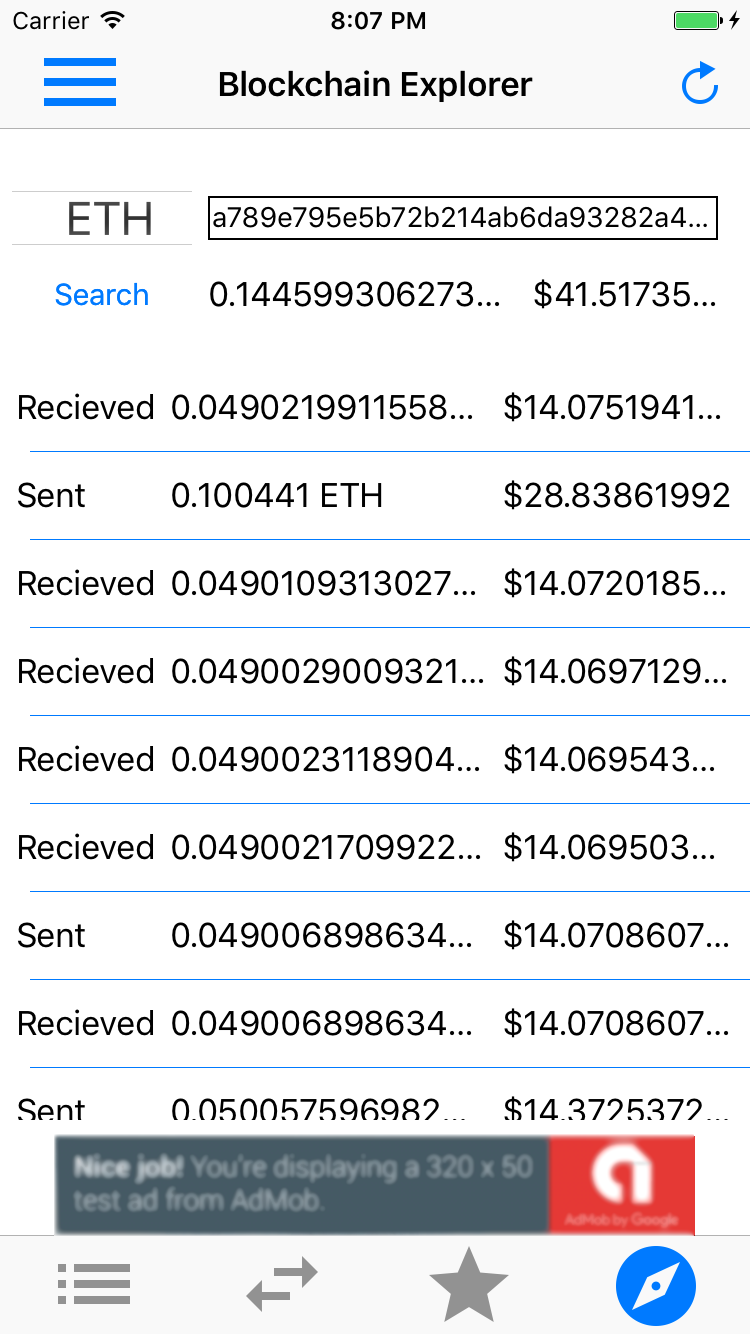 Carrier 8:07 PM
Blockchain Explorer
ETH a789e795e5b72b214ab6da93282a4...
Search 0.144599306273... $41.51735...
Recieved 0.0490219911558... $14.0751941...
Sent 0.100441 ETH $28.83861992
Recieved 0.0490109313027... $14.0720185...
Recieved 0.0490029009321... $14.0697129...
Recieved 0.0490023118904... $14.069543...
Recieved 0.0490021709922... $14.069503...
Sent 0.049006898634... $14.0708607...
Recieved 0.049006898634... $14.0708607...
Sent 0.050057596982... $14.3725372...
Nice job! You're displaying a 320 x 50
test ad from AdMob.
AdMob by Google